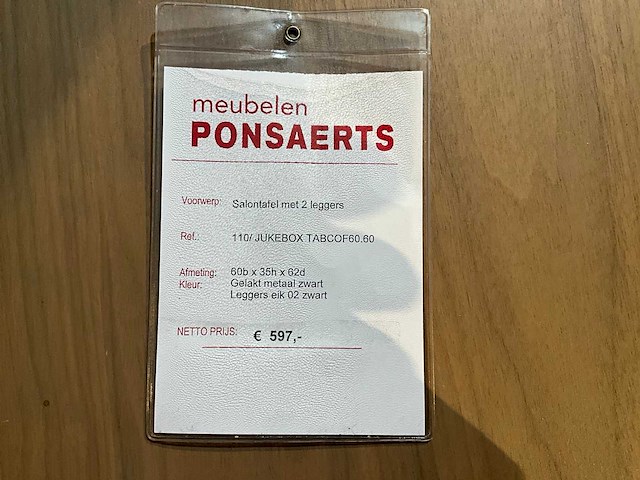 meubelen
PONSAERTS
Voorwerp: Salontafel met 2 leggers
Ref.: 110/ JUKEBOX TABCOF60.60
Afmeting: 60b x 35h x 62d
Kleur: Gelakt metaal zwart
Leggers eik 02 zwart
NETTO PRIJS: € 597,-